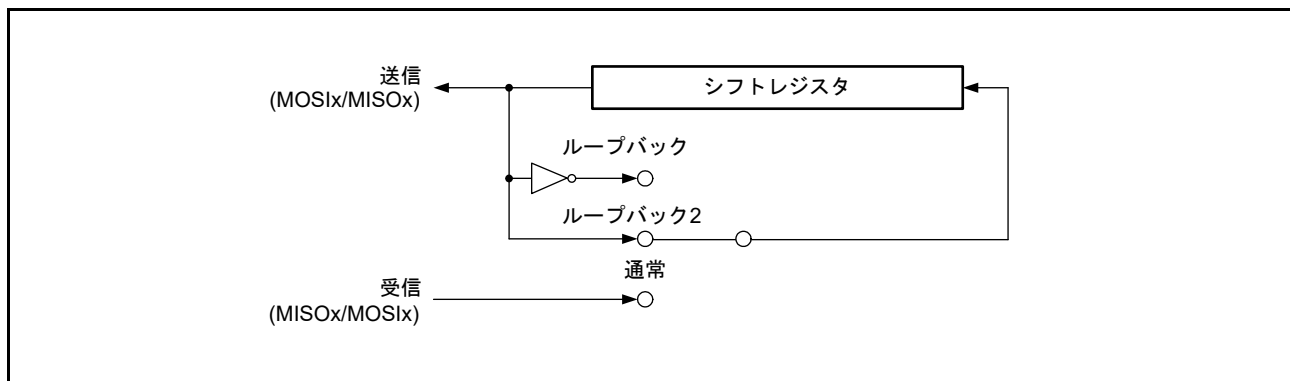 送信
(MOSIx/MISOx)
シフトレジスタ
ループバック
ループバック2
通常
受信
(MISOx/MOSIx)